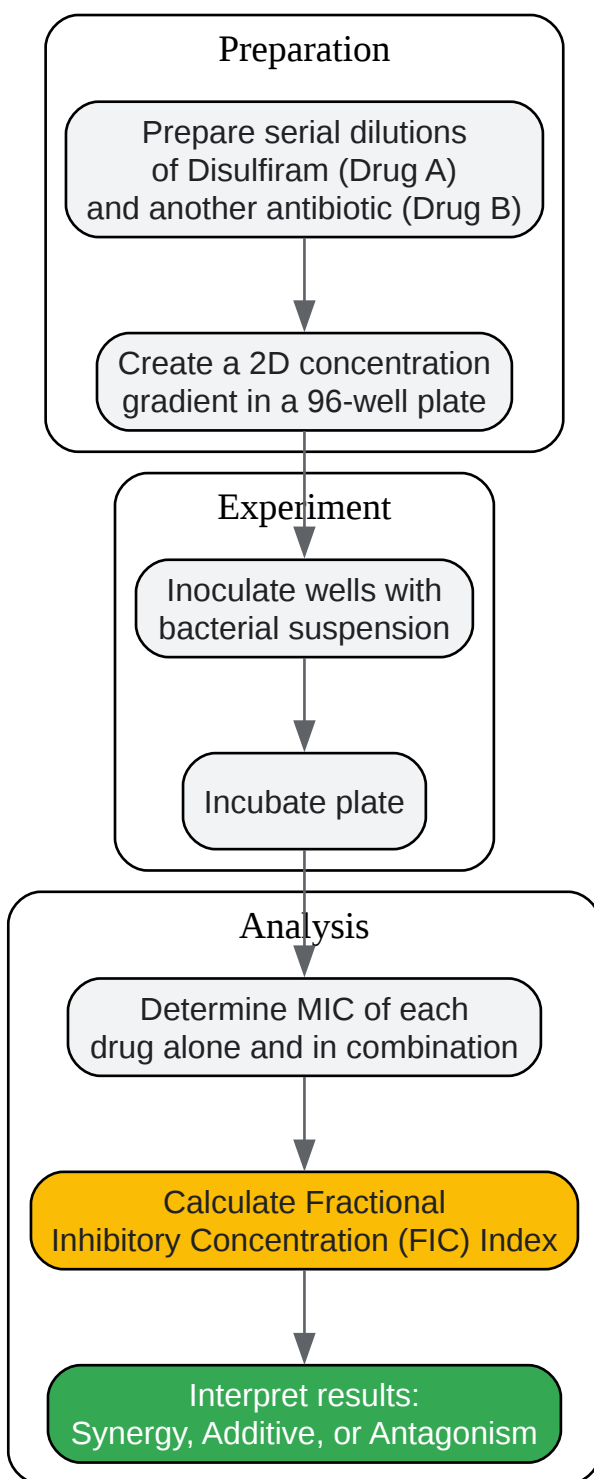 Preparation
Prepare serial dilutions
of Disulfiram (Drug A)
and another antibiotic (Drug B)
Create a 2D concentration
gradient in a 96-well plate
Experiment
Inoculate wells with
bacterial suspension
Incubate plate
Analysis
Determine MIC of each
drug alone and in combination
Calculate Fractional
Inhibitory Concentration (FIC) Index
Interpret results:
Synergy, Additive, or Antagonism